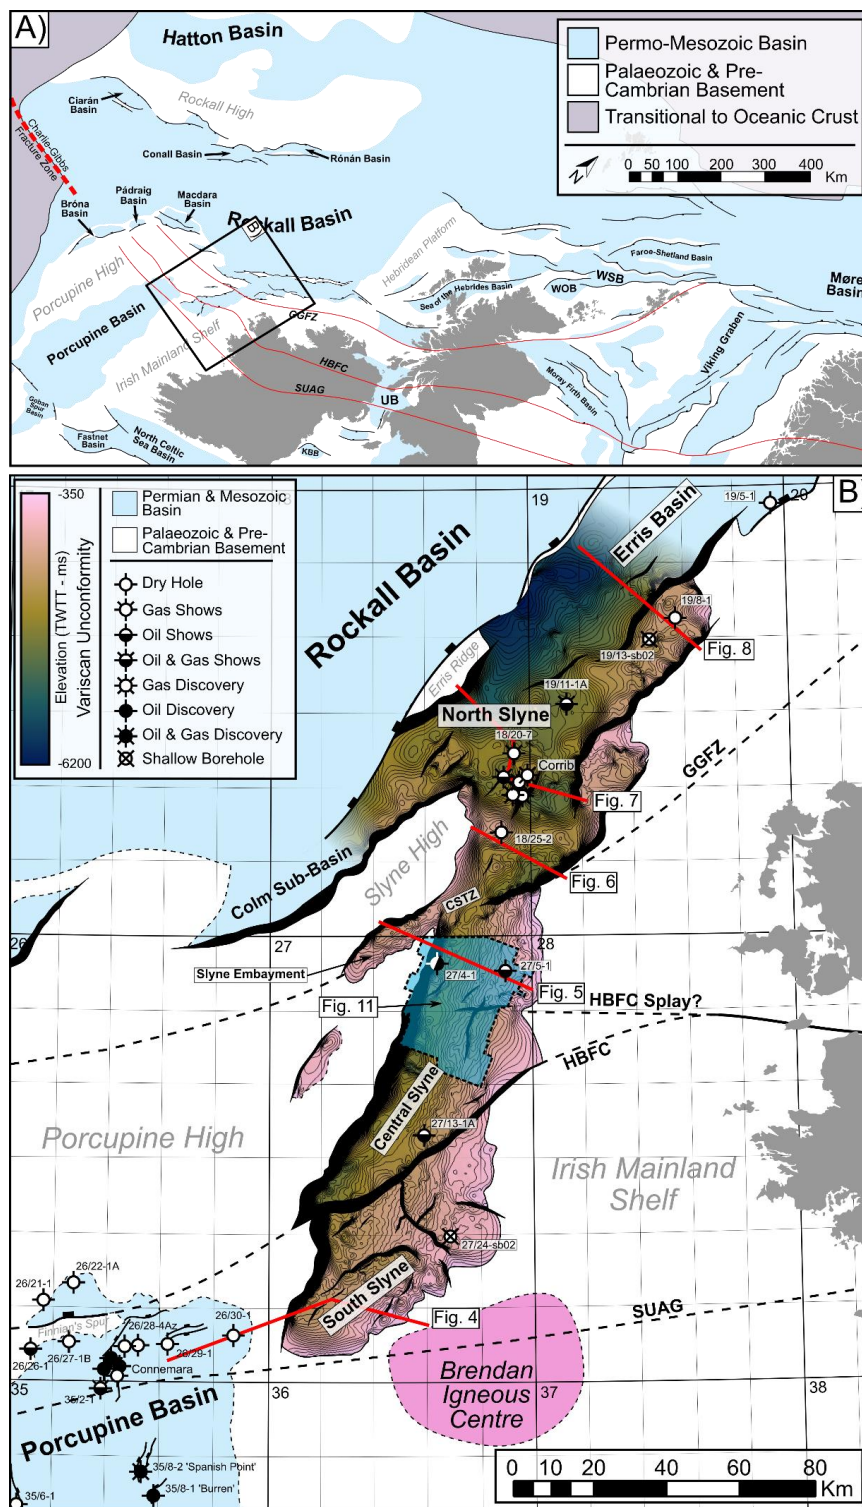 A)
Hatton Basin
Permo-Mesozoic Basin
Palaeozoic & Pre-
Cambrian Basement
Transitional to Oceanic Crust
N
0 50 100 200 300 400
Km
Ciarán
Basin
Rockall High
Charlie-Gibbs
Fracture Zone
Conall Basin
Rónán Basin
Pádraig
Basin
Macdara
Basin
Bróna
Basin
Rockall Basin
B
Hebridean Platform
Faroe-Shetland Basin
Porcupine High
Sea of the Hebrides Basin
WOB
WSB
Møre
Basin
Porcupine Basin
GGFZ
Irish Mainland Shelf
HBFC
SUAG
UB
Viking Graben
Moray Firth Basin
Goban
Spur
Basin
Fastnet
Basin
North Celtic
Sea Basin
KBB
B)
-350
Elevation (TWTT - ms)
Variscan Unconformity
-6200
Permian & Mesozoic
Basin
Palaeozoic & Pre-
Cambrian Basement
Dry Hole
Gas Shows
Oil Shows
Oil & Gas Shows
Gas Discovery
Oil Discovery
Oil & Gas Discovery
Shallow Borehole
18
19
20
19/5-1
Erris Basin
Rockall Basin
19/8-1
19/13-sb02
Fig. 8
Erris Ridge
19/11-1A
North Slyne
18/20-7
Corrib
GGFZ
Fig. 7
18/25-2
Slyne High
Fig. 6
Colm Sub-Basin
CSTZ
26
27
28
Slyne Embayment
27/4-1
27/5-1
Fig. 5
Fig. 11
HBFC Splay?
HBFC
Central Slyne
27/13-1A
Porcupine High
Irish Mainland
Shelf
27/24-sb02
26/22-1A
26/21-1
South Slyne
SUAG
26/28-4Az
26/30-1
Finnian's Spur
Fig. 4
26/26-1
26/27-1B
26/29-1
Connemara
Brendan
Igneous
Centre
35
35/2-1
36
37
38
Porcupine Basin
35/8-2 'Spanish Point'
35/8-1 'Burren'
35/6-1
0 20 40 60 80
Km